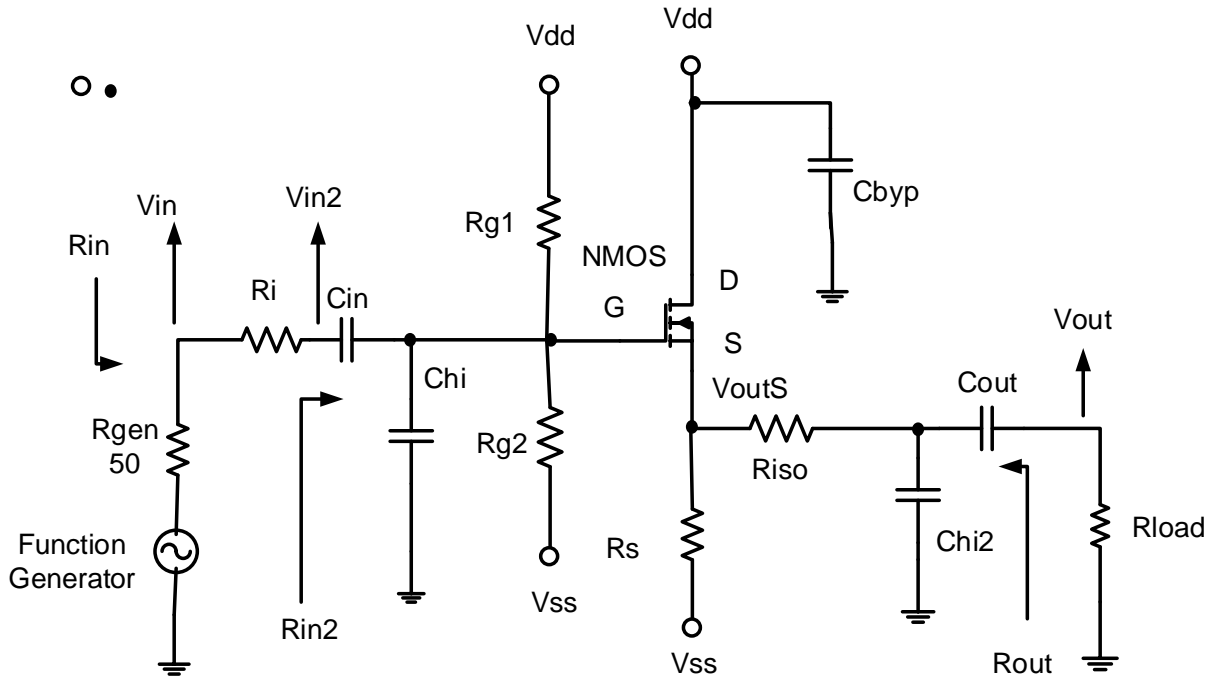 Vdd
Vdd
Vin
Vin2
Rg1
Cbyp
Rin
NMOS
D
Ri
Cin
G
S
Vout
Chi
VoutS
Cout
Rgen
50
Rg2
Riso
Function
Generator
Rs
Chi2
Rload
Rin2
Vss
Vss
Rout